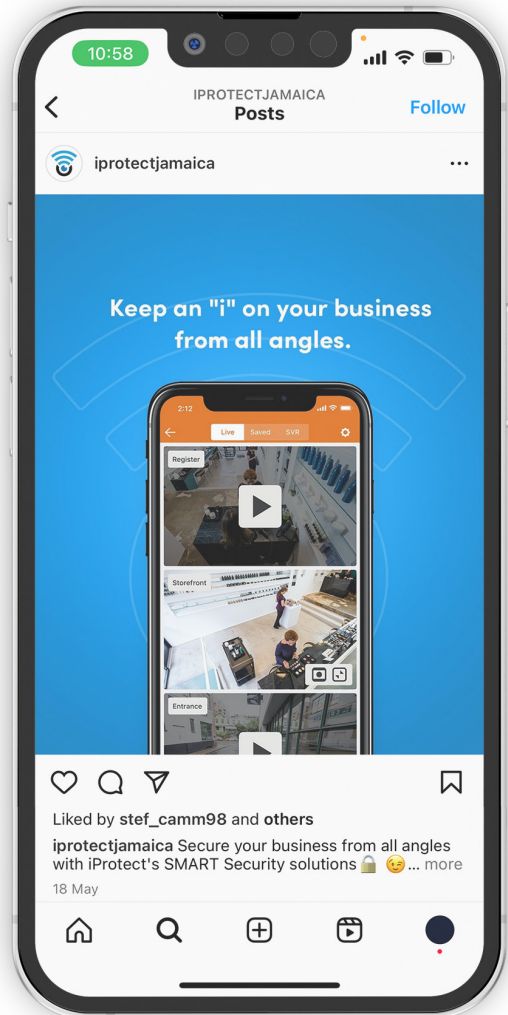 10:58
IPROTECTJAMAICA
Posts
Follow
iprotectjamaica
Keep an "i" on your business
from all angles.
2:12
Live Saved SVR
Register
Storefront
Entrance
Liked by stef_camm98 and others
iprotectjamaica Secure your business from all angles
with iProtect's SMART Security solutions🔒 😉... more
18 May